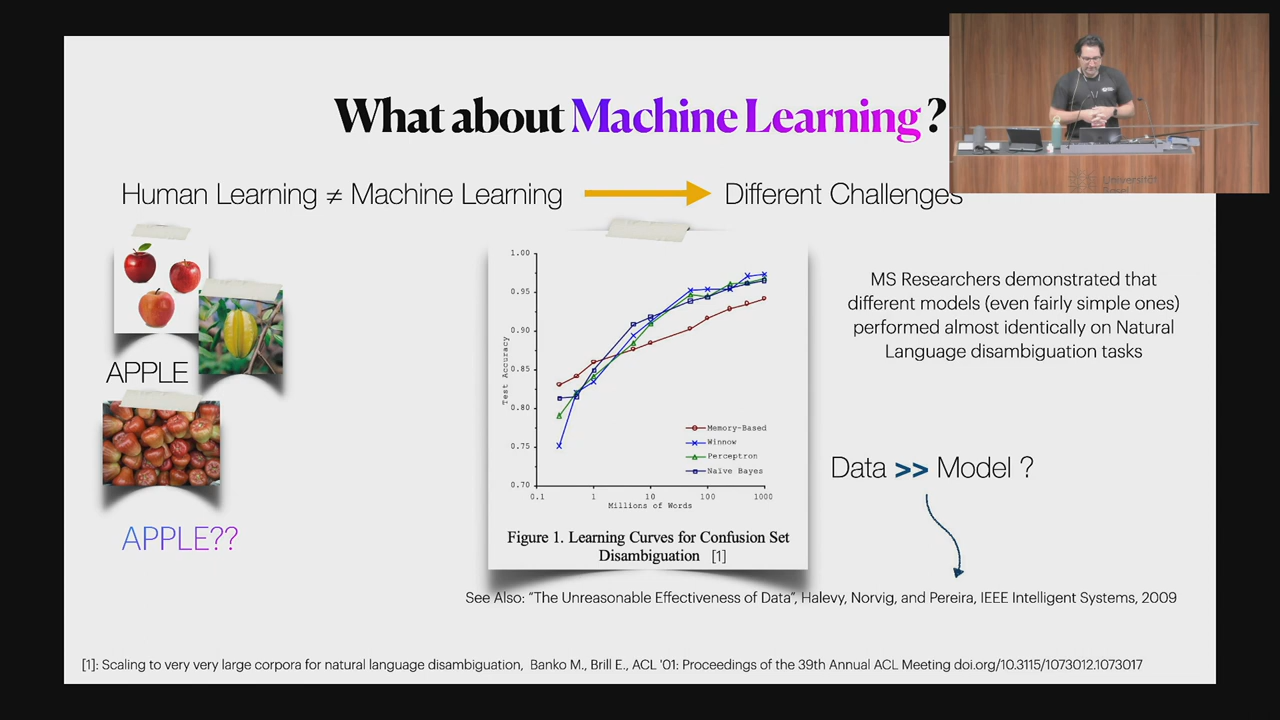 What about Machine Learning ?
Human Learning ≠ Machine Learning
Different Challenges
APPLE
APPLE??
1.00
0.95
0.90
0.85
0.80
0.75
0.70
Test Accuracy
0.1 1 10 100 1000
Millions of Words
Memory-Based
Winnow
Perceptron
Naïve Bayes
Figure 1. Learning Curves for Confusion Set
Disambiguation [1]
MS Researchers demonstrated that
different models (even fairly simple ones)
performed almost identically on Natural
Language disambiguation tasks
Data >> Model ?
See Also: "The Unreasonable Effectiveness of Data", Halevy, Norvig, and Pereira, IEEE Intelligent Systems, 2009
[1]: Scaling to very very large corpora for natural language disambiguation, Banko M., Brill E., ACL '01: Proceedings of the 39th Annual ACL Meeting doi.org/10.3115/1073012.1073017
Universität